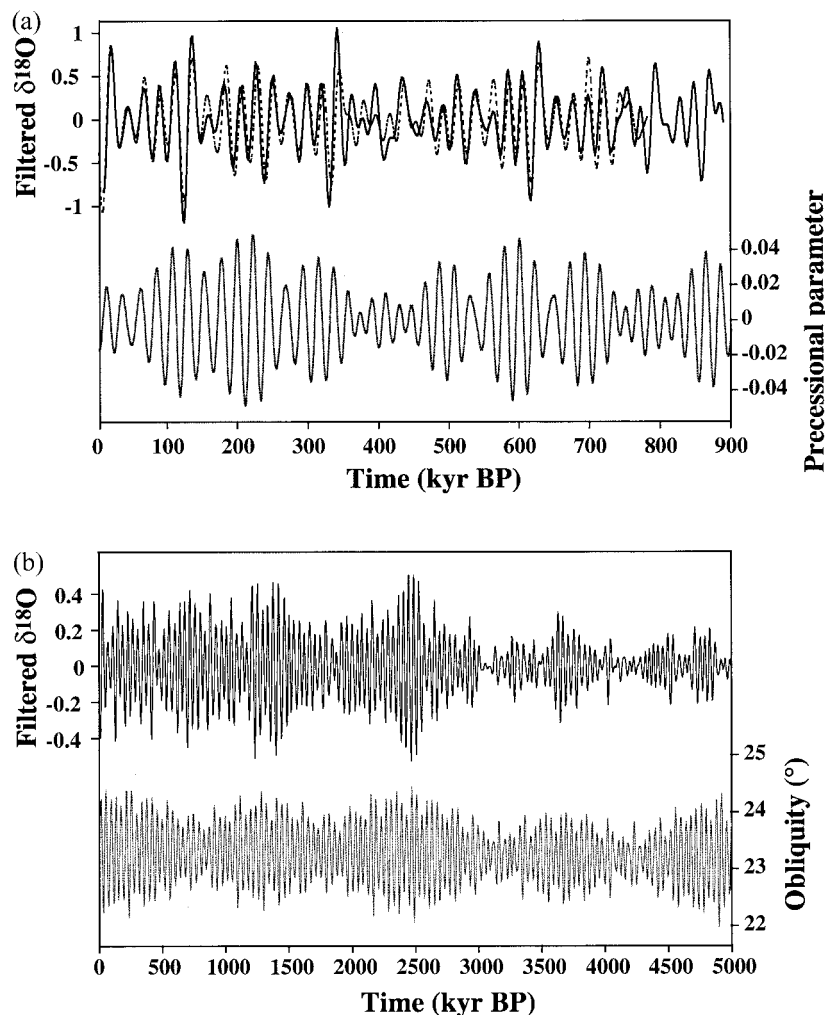 (a)
Filtered δ18O
1
0.5
0
-0.5
-1
Precessional parameter
0.04
0.02
0
-0.02
-0.04
0 100 200 300 400 500 600 700 800 900
Time (kyr BP)
(b)
Filtered δ18O
0.4
0.2
0
-0.2
-0.4
Obliquity (°)
25
24
23
22
0 500 1000 1500 2000 2500 3000 3500 4000 4500 5000
Time (kyr BP)